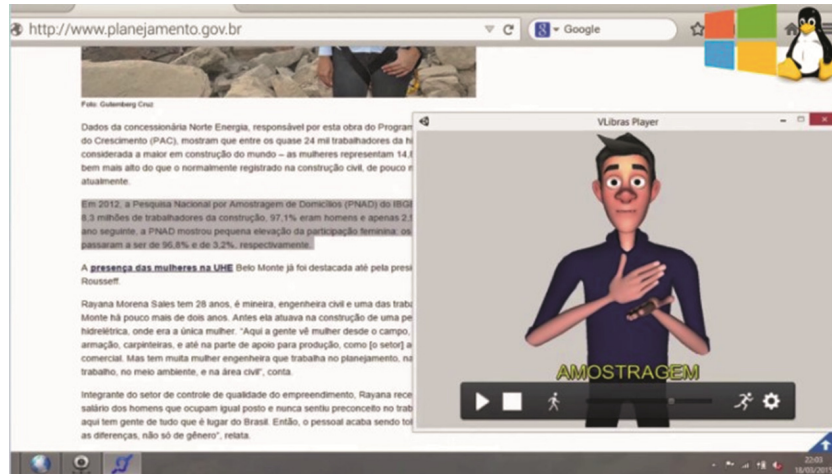 http://www.planejamento.gov.br
Google
Foto: Gutemberg Cruz
VLibras Player
Dados da concessionária Norte Energia, responsável por esta obra do Program
do Crescimento (PAC), mostram que entre os quase 24 mil trabalhadores da h
considerada a maior em construção do mundo – as mulheres representam 14,
bem mais alto do que o normalmente registrado na construção civil, de pouco
atualmente.
Em 2012, a Pesquisa Nacional por Amostragem de Domicílios (PNAD) do IBG
8,3 milhões de trabalhadores da construção, 97,1% eram homens e apenas 2,
ano seguinte, a PNAD mostrou pequena elevação da participação feminina: os
passaram a ser de 96,8% e de 3,2%, respectivamente.
A presença das mulheres na UHE Belo Monte já foi destacada até pela presi
Rousseff.
Rayana Morena Sales tem 28 anos, é mineira, engenheira civil e uma das traba
Monte há pouco mais de dois anos. Antes ela atuava na construção de uma pe
hidrelétrica, onde era a única mulher. "Aqui a gente vê mulher desde o campo,
armação, carpinteiras, e até na parte de apoio para produção, como [o setor] a
comercial. Mas tem muita mulher engenheira que trabalha no planejamento, na
trabalho, no meio ambiente, e na área civil", conta.
AMOSTRAGEM
Integrante do setor de controle de qualidade do empreendimento, Rayana rece
salário dos homens que ocupam igual posto e nunca sentiu preconceito no trab
aqui tem gente de tudo que é lugar do Brasil. Então, o pessoal acaba sendo tol
as diferenças, não só de gênero", relata.
22:03